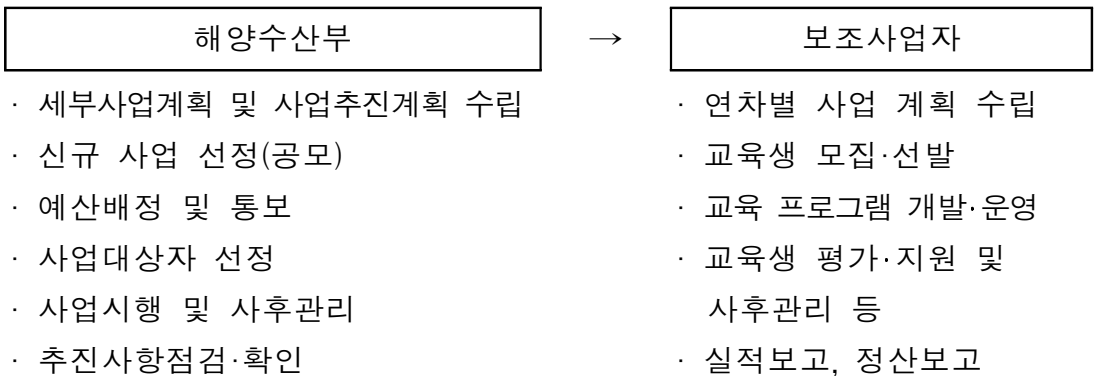 해양수산부 → 보조사업자
· 세부사업계획 및 사업추진계획 수립
· 신규 사업 선정(공모)
· 예산배정 및 통보
· 사업대상자 선정
· 사업시행 및 사후관리
· 추진사항점검·확인
· 연차별 사업 계획 수립
· 교육생 모집·선발
· 교육 프로그램 개발·운영
· 교육생 평가·지원 및
사후관리 등
· 실적보고, 정산보고